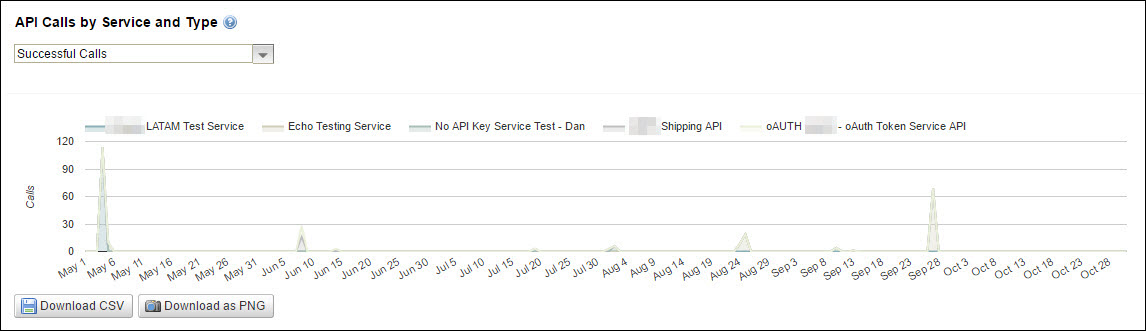 API Calls by Service and Type ?
Successful Calls
LATAM Test Service Echo Testing Service No API Key Service Test - Dan Shipping API oAUTH - oAuth Token Service API
120
90
60
30
0
Calls
May 1 May 6 May 11 May 16 May 21 May 26 May 31 Jun 5 Jun 10 Jun 15 Jun 20 Jun 25 Jun 30 Jul 5 Jul 10 Jul 15 Jul 20 Jul 25 Jul 30 Aug 4 Aug 9 Aug 14 Aug 19 Aug 24 Aug 29 Sep 3 Sep 8 Sep 13 Sep 18 Sep 23 Sep 28 Oct 3 Oct 8 Oct 13 Oct 18 Oct 23 Oct 28
Download CSV Download as PNG